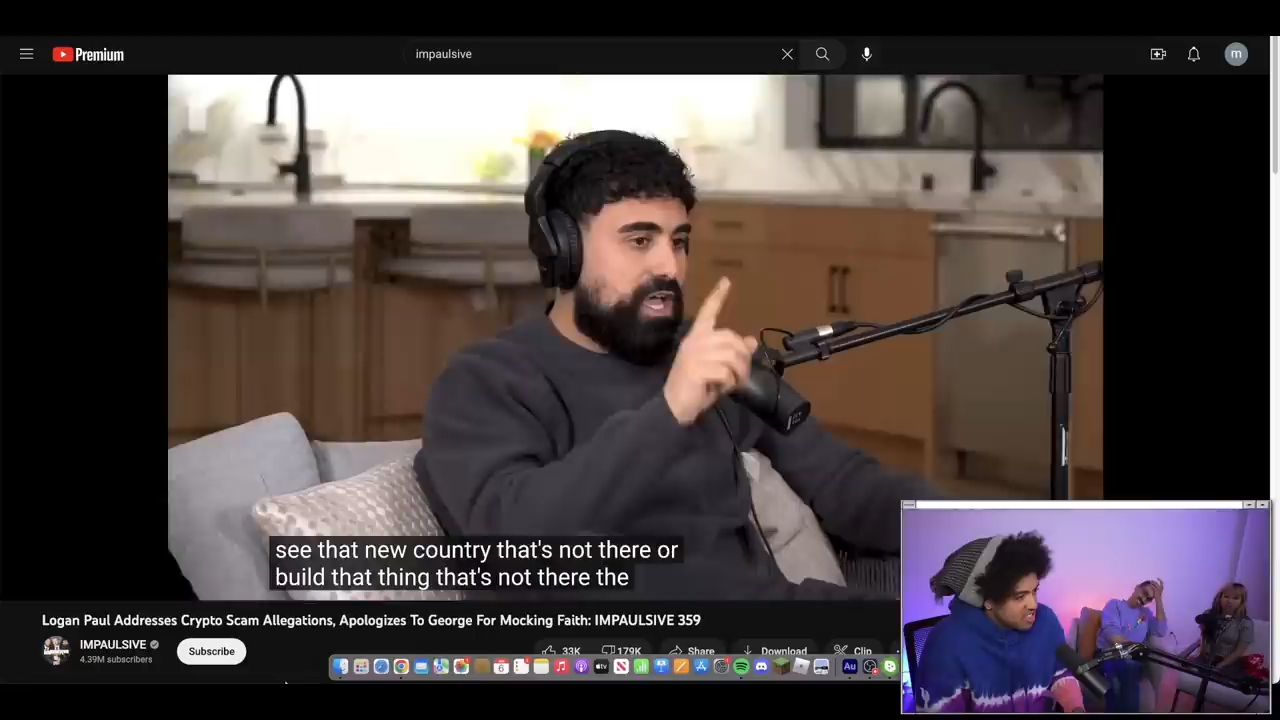 Premium
impaulsive
m
see that new country that's not there or
build that thing that's not there the
Logan Paul Addresses Crypto Scam Allegations, Apologizes To George For Mocking Faith: IMPAULSIVE 359
IMPAULSIVE
4.39M subscribers
Subscribe
33K
179K
Share
Download
Clip